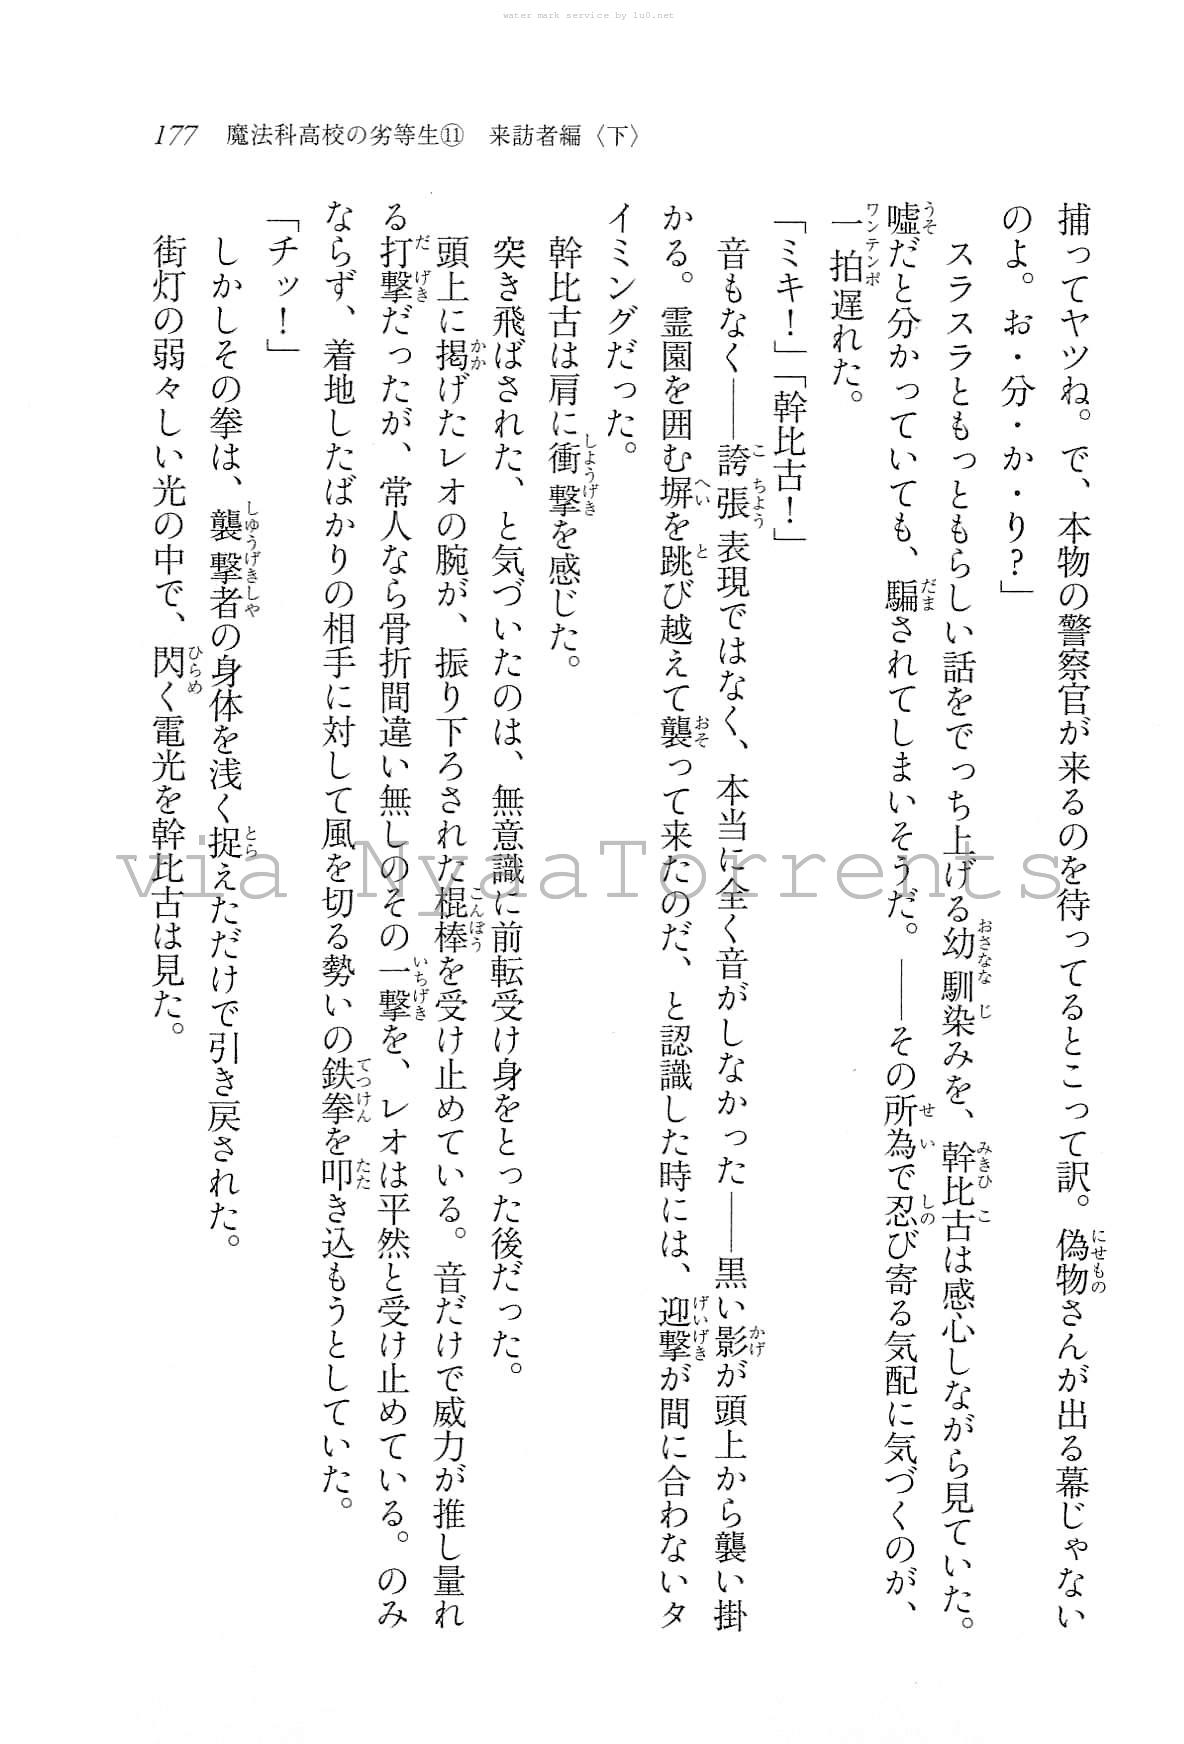 water mark service by lu0.net
177 魔法科高校の劣等生⑪ 来訪者編〈下〉
捕ってヤツね。で、本物の警察官が来るのを待ってるとこって訳。偽物さんが出る幕じゃない
のよ。お・分・か・り?」
スラスラともっともらしい話をでっち上げる幼馴染みを、幹比古は感心しながら見ていた。
嘘だと分かっていても、騙されてしまいそうだ。――その所為で忍び寄る気配に気づくのが、
一拍遅れた。
「ミキ!」「幹比古!」
音もなく――誇張表現ではなく、本当に全く音がしなかった――黒い影が頭上から襲い掛
かる。霊園を囲む塀を跳び越えて襲って来たのだ、と認識した時には、迎撃が間に合わないタ
イミングだった。
幹比古は肩に衝撃を感じた。
突き飛ばされた、と気づいたのは、無意識に前転受け身をとった後だった。
頭上に掲げたレオの腕が、振り下ろされた棍棒を受け止めている。音だけで威力が推し量れ
る打撃だったが、常人なら骨折間違い無しのその一撃を、レオは平然と受け止めている。のみ
ならず、着地したばかりの相手に対して風を切る勢いの鉄拳を叩き込もうとしていた。
「チッ!」
しかしその拳は、襲撃者の身体を浅く捉えただけで引き戻された。
街灯の弱々しい光の中で、閃く電光を幹比古は見た。
via NyaaTorrents